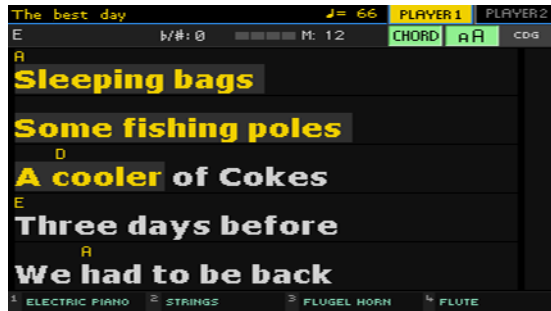 The best day ♩= 66 PLAYER 1 PLAYER 2
E ♭/#: 0 M: 12 CHORD aA CDG
A
Sleeping bags
Some fishing poles
D
A cooler of Cokes
E
Three days before
A
We had to be back
1 ELECTRIC PIANO 2 STRINGS 3 FLUGEL HORN 4 FLUTE